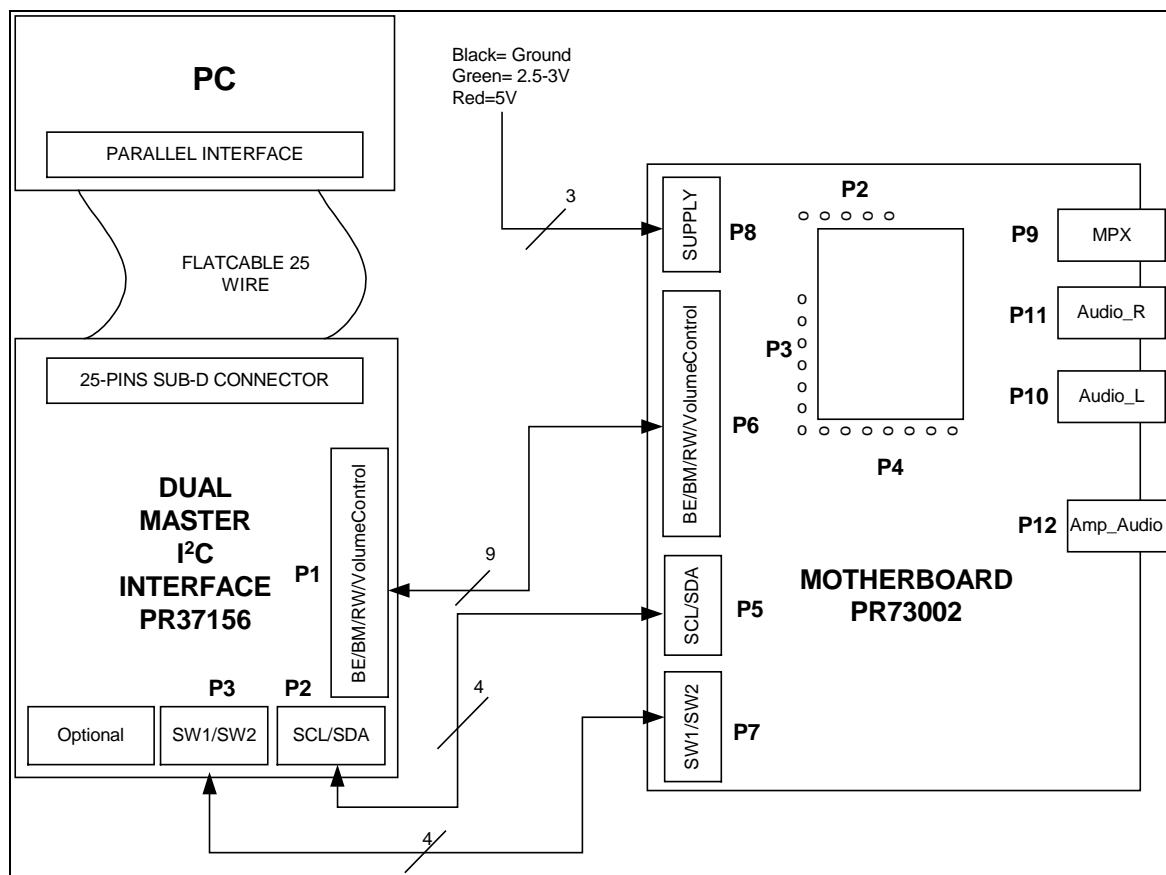 PC
PARALLEL INTERFACE
FLATCABLE 25
WIRE
25-PINS SUB-D CONNECTOR
DUAL
MASTER
I²C
INTERFACE
PR37156
P1
BE/BM/RW/VolumeControl
P3
P2
Optional
SW1/SW2
SCL/SDA
Black= Ground
Green= 2.5-3V
Red=5V
3
9
4
4
SUPPLY
P8
BE/BM/RW/VolumeControl
P6
SCL/SDA
P5
SW1/SW2
P7
P2
P3
P4
MOTHERBOARD
PR73002
P9
MPX
P11
Audio_R
P10
Audio_L
P12
Amp_Audio